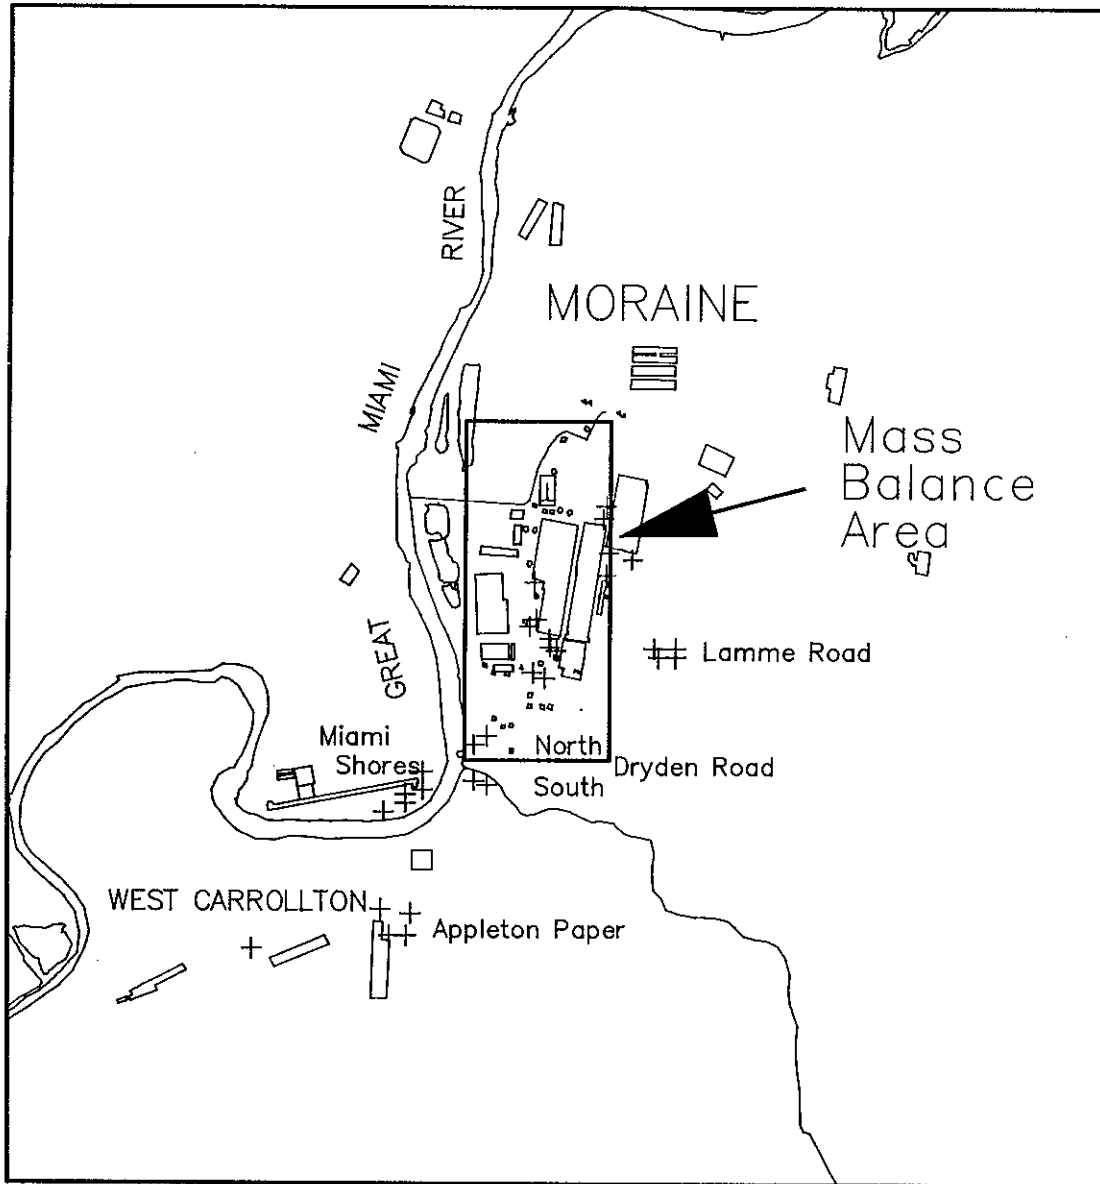 RIVER
MORAINE
MIAMI
Mass
Balance
Area
GREAT
Lamme Road
Miami
Shores
North
Dryden Road
South
WEST CARROLLTON
Appleton Paper